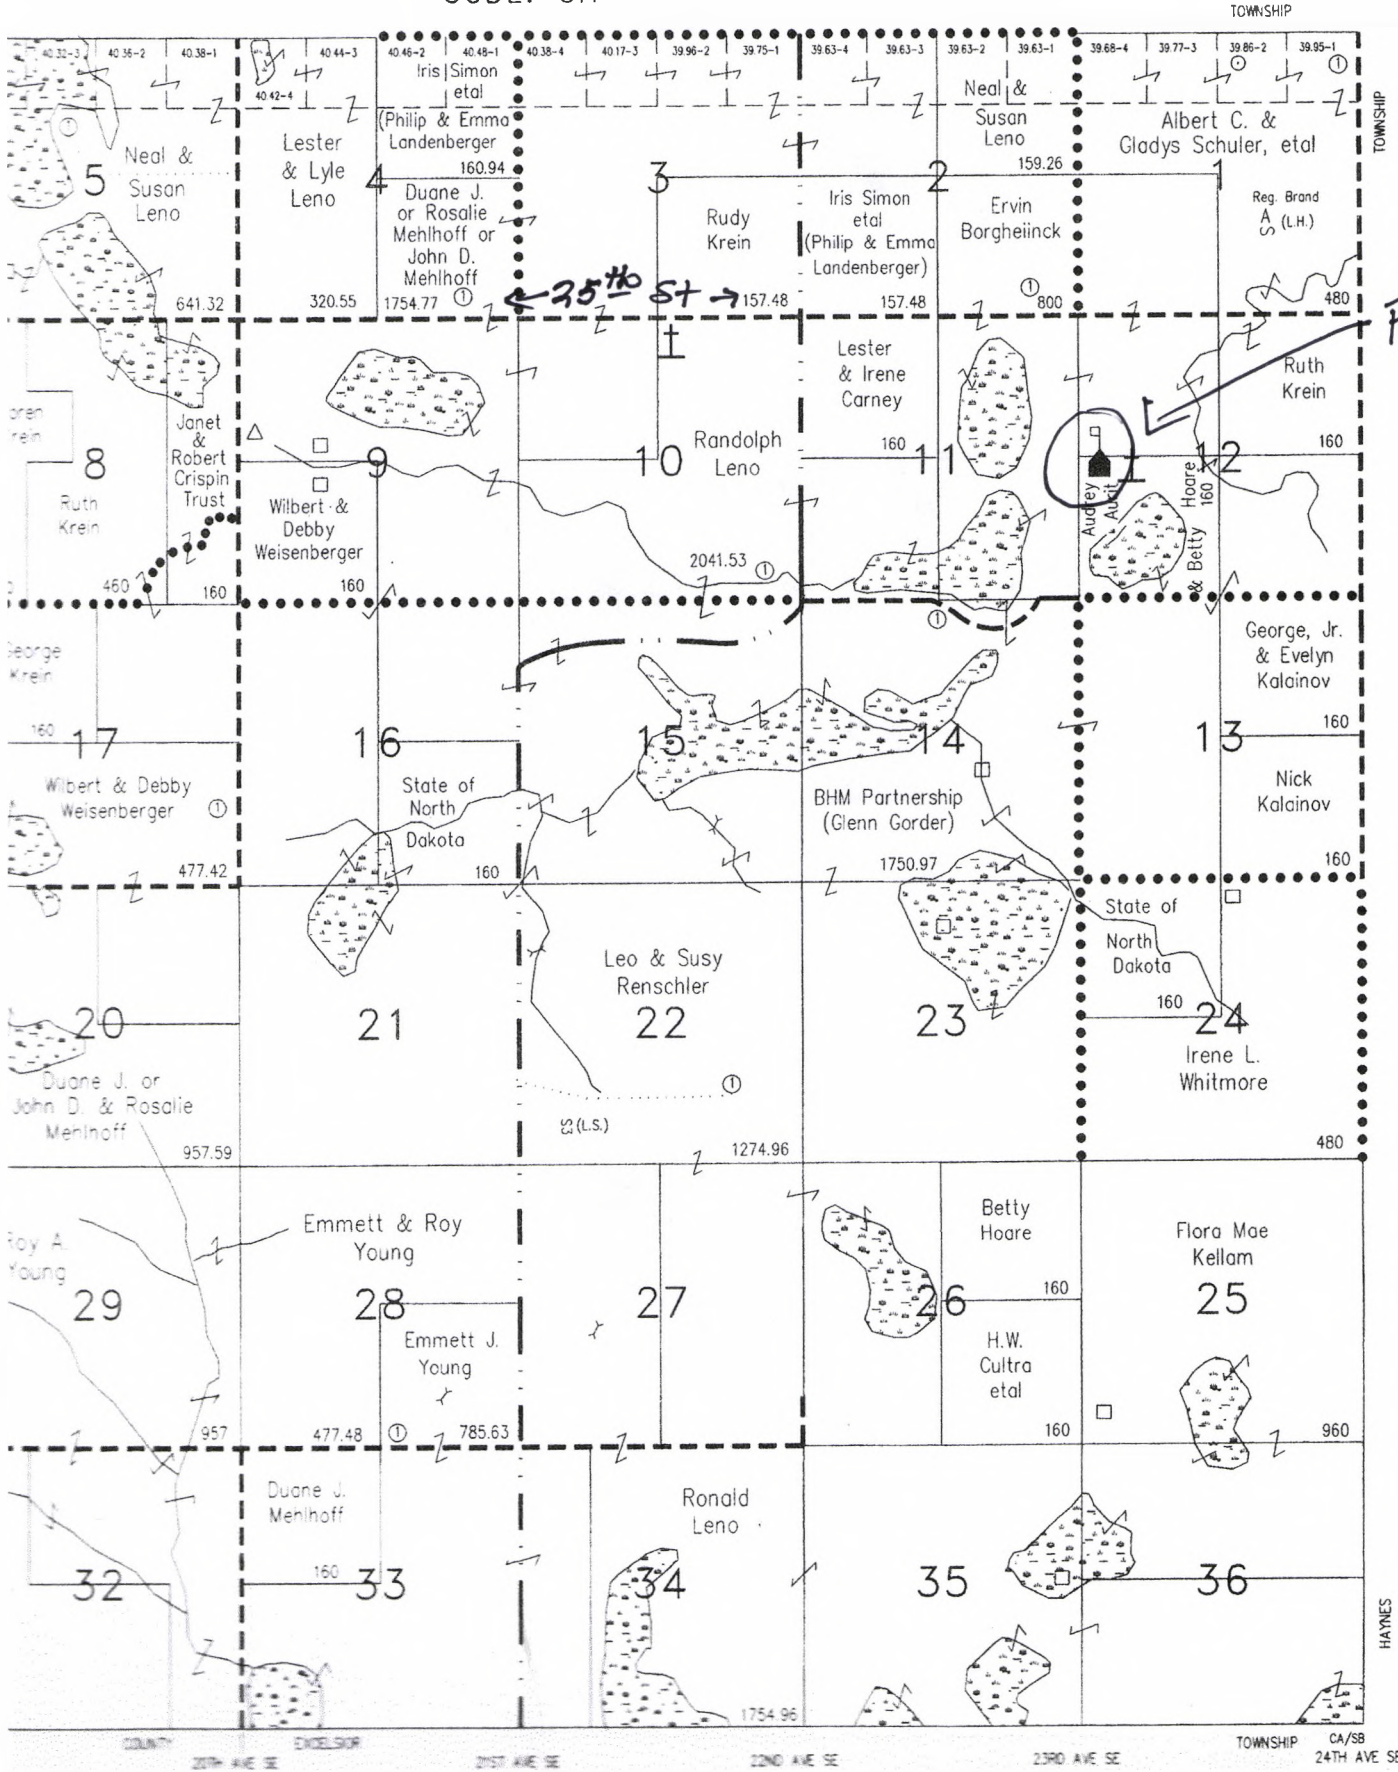 TOWNSHIP
40.32-3 40.36-2 40.38-1 40.44-3 40.46-2 40.48-1 40.38-4 40.17-3 39.96-2 39.75-1 39.63-4 39.63-3 39.63-2 39.63-1 39.68-4 39.77-3 39.86-2 39.95-1
40.42-4
TOWNSHIP
5
Neal &
Susan
Leno
641.32
Lester
& Lyle
Leno
320.55
4
Iris Simon
etal
(Philip & Emma
Landenberger
160.94
Duane J.
or Rosalie
Mehlhoff or
John D.
Mehlhoff
1754.77
1
3
Rudy
Krein
← 25th St →
157.48
Neal &
Susan
Leno
159.26
2
Iris Simon
etal
(Philip & Emma
Landenberger)
157.48
Ervin
Borgheiinck
1
800
Albert C. &
Gladys Schuler, etal
1
Reg. Brand
(L.H.)
480
8
Ruth
Krein
460
Janet
&
Robert
Crispin
Trust
160
9
Wilbert &
Debby
Weisenberger
160
10
Randolph
Leno
2041.53
1
Lester
& Irene
Carney
160
11
Audrey
Aukit
& Betty Hoare
160
12
Ruth
Krein
160
George
Krein
160
17
Wilbert & Debby
Weisenberger
1
477.42
16
State of
North
Dakota
160
15
1
14
BHM Partnership
(Glenn Gorder)
1750.97
George, Jr.
& Evelyn
Kalainov
160
13
Nick
Kalainov
160
20
Duane J. or
John D. & Rosalie
Mehlhoff
957.59
21
Leo & Susy
Renschler
22
1
(L.S.)
1274.96
23
State of
North
Dakota
160
24
Irene L.
Whitmore
480
Roy A.
Young
29
957
Emmett & Roy
Young
28
Emmett J.
Young
477.48
1
785.63
27
26
Betty
Hoare
160
H.W.
Cultra
etal
160
Flora Mae
Kellam
25
960
32
Duane J.
Mehlhoff
160
33
Ronald
Leno
34
1754.96
35
36
HAYNES
COUNTY EXCELSIOR TOWNSHIP CA/SB
20TH AVE SE 21ST AVE SE 22ND AVE SE 23RD AVE SE 24TH AVE SE